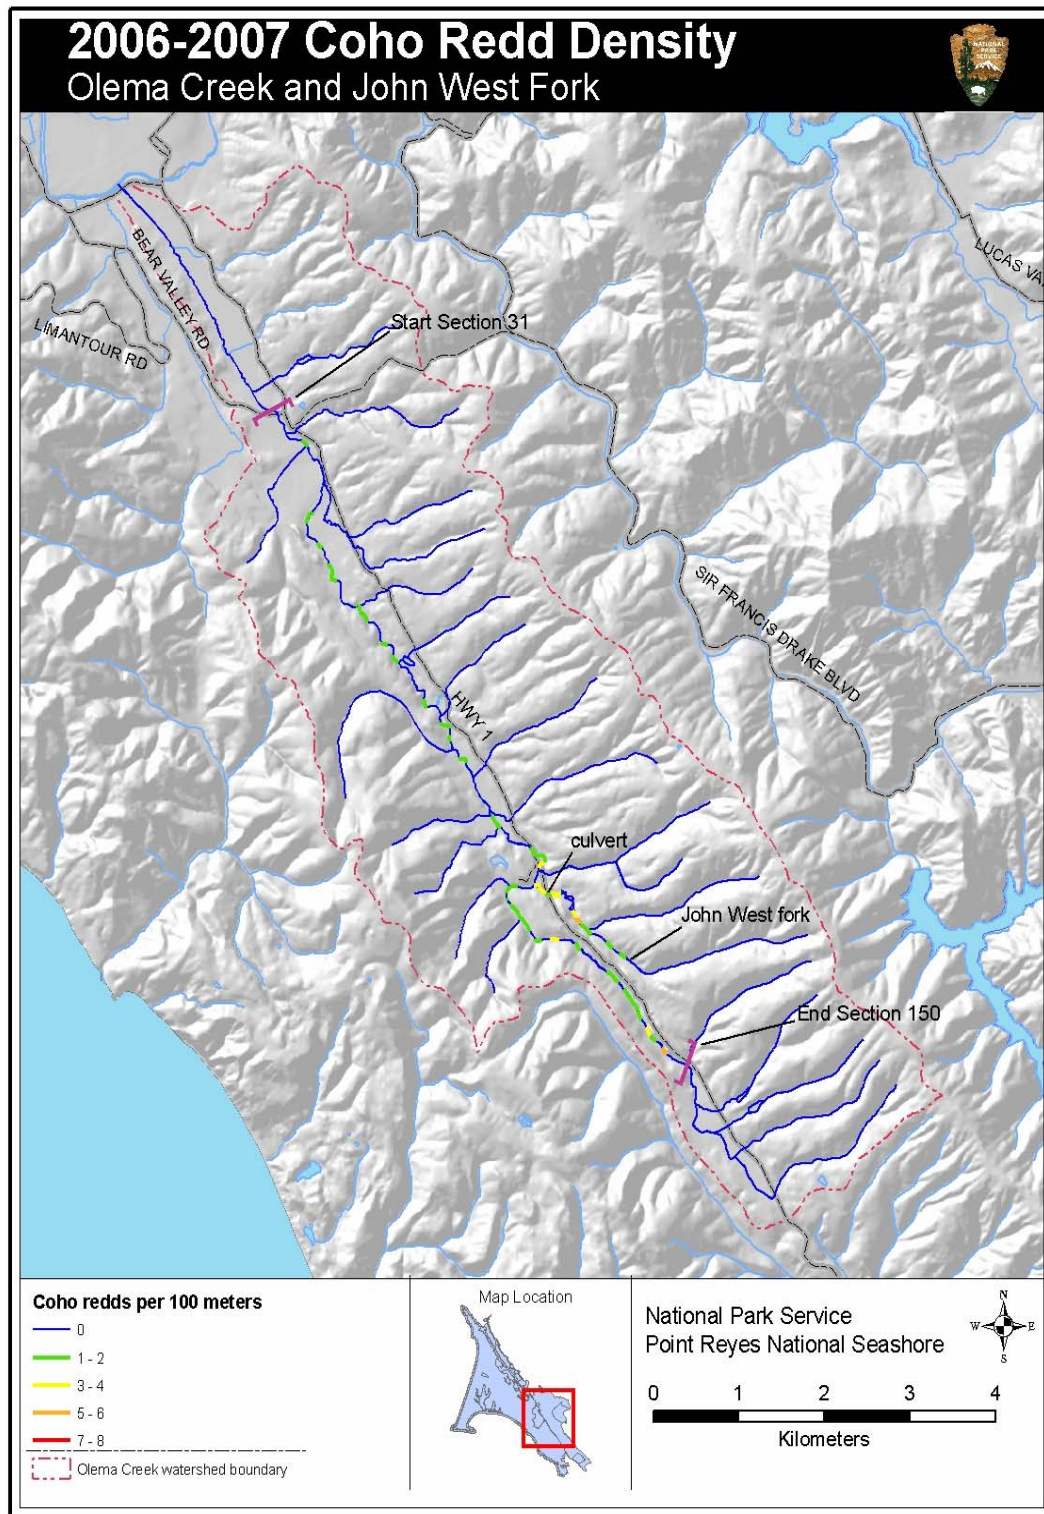 2006-2007 Coho Redd Density
Olema Creek and John West Fork
NATIONAL
PARK
SERVICE
LUCAS VA
BEAR VALLEY RD
LIMANTOUR RD
Start Section 31
SIR FRANCIS DRAKE BLVD
HWY 1
culvert
John West fork
End Section 150
Coho redds per 100 meters
0
1 - 2
3 - 4
5 - 6
7 - 8
Olema Creek watershed boundary
Map Location
National Park Service
Point Reyes National Seashore
N
W E
S
0 1 2 3 4
Kilometers